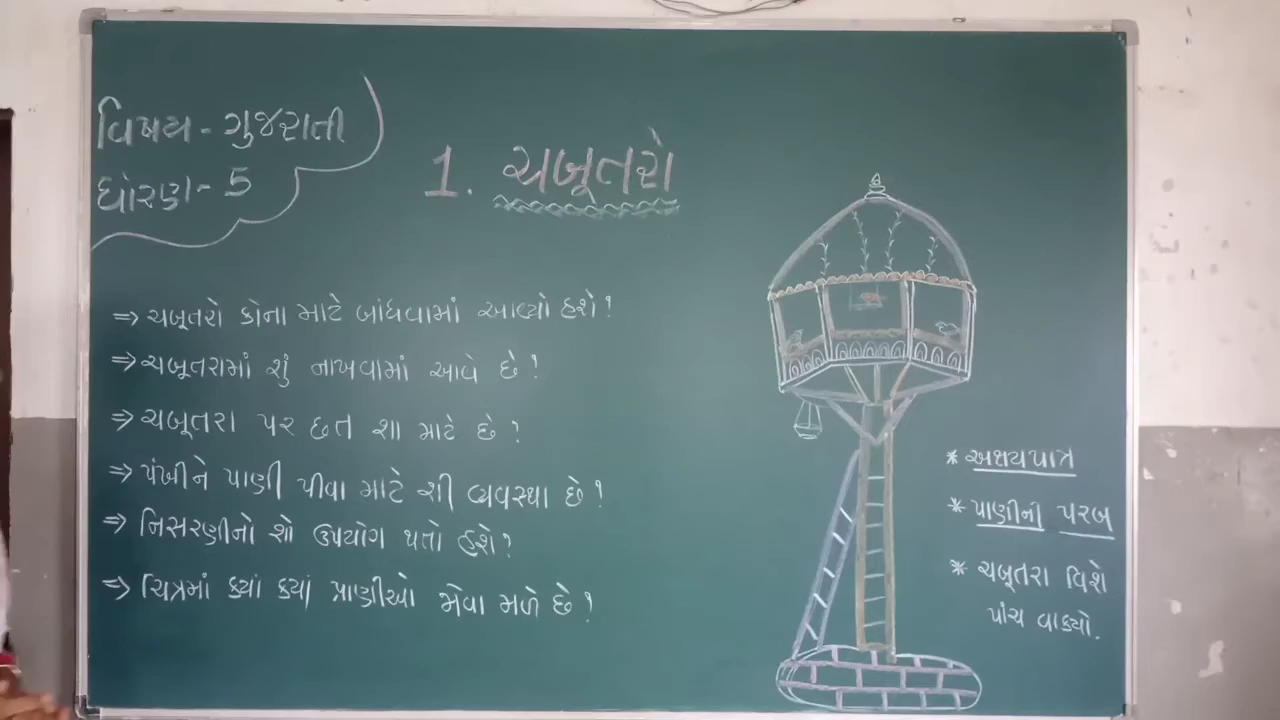 વિષય - ગુજરાતી
ધોરણ - 5
1. ચબૂતરો
⇒ ચબૂતરો કોના માટે બાંધવામાં આવ્યો હશે?
⇒ ચબૂતરામાં શું નાખવામાં આવે છે?
⇒ ચબૂતરા પર છત શા માટે છે?
⇒ પંખીને પાણી પીવા માટે શી વ્યવસ્થા છે?
⇒ નિસરણીનો શો ઉપયોગ થતો હશે?
⇒ ચિત્રમાં ક્યાં ક્યાં પ્રાણીઓ જોવા મળે છે?
* અક્ષયપાત્ર
* પાણીની પરબ
* ચબૂતરા વિશે
પાંચ વાક્યો.